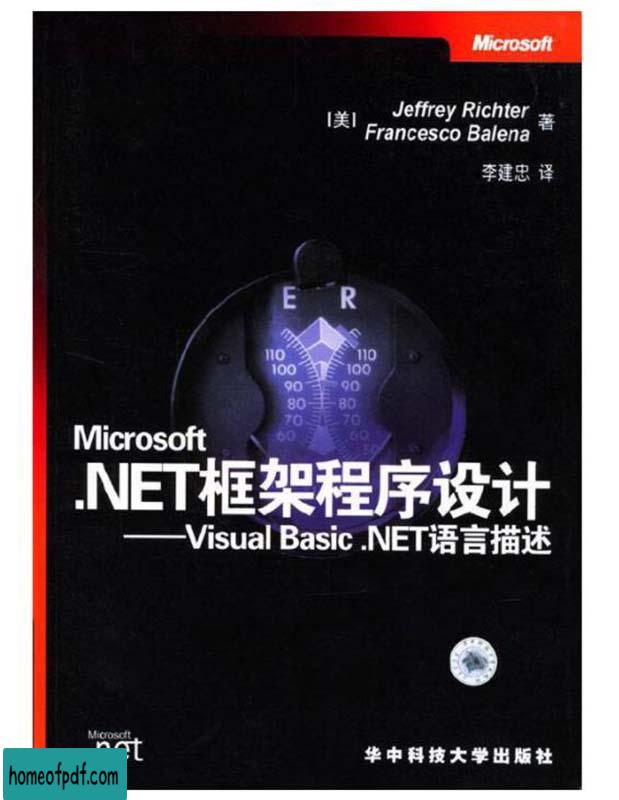 Microsoft
[美] Jeffrey Richter
Francesco Balena 著
李建忠 译
E R
110 110
100 100
90 90
80 80
70 70
60 60
50
Microsoft
.NET框架程序设计
——Visual Basic .NET语言描述
Microsoft
.net
华中科技大学出版社
homeofpdf.com